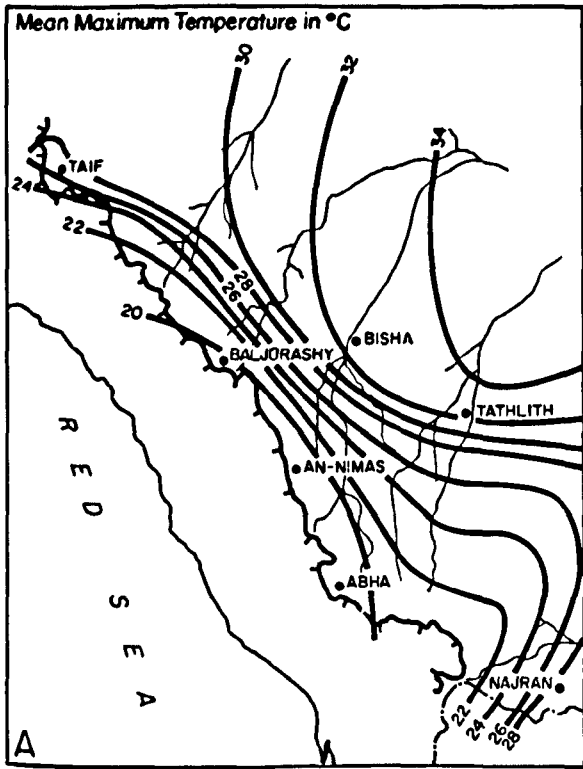 Mean Maximum Temperature in °C
30
32
34
TAIF
24
22
28
26
20
BISHA
BALJORASHY
TATHLITH
AN-NIMAS
RED SEA
ABHA
NAJRAN
22
24
26
28
A